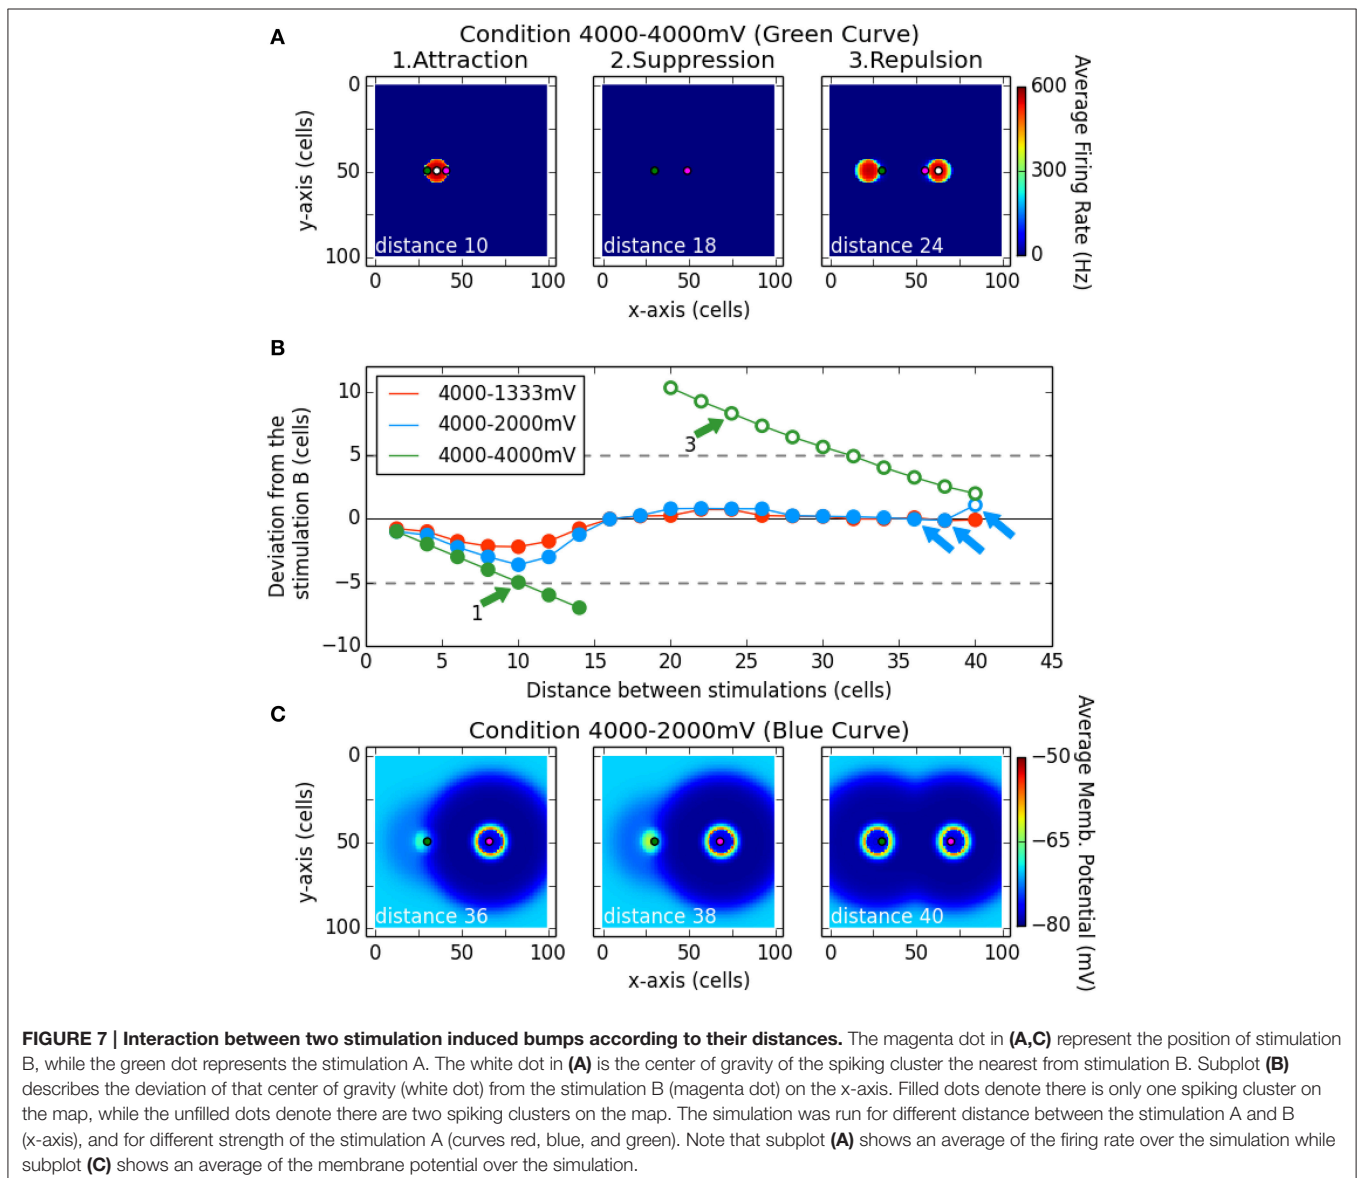 A
Condition 4000-4000mV (Green Curve)
1.Attraction
2.Suppression
3.Repulsion
0
50
100
y-axis (cells)
distance 10
distance 18
distance 24
0
50
100
0
50
100
0
50
100
x-axis (cells)
600
300
0
Average Firing Rate (Hz)
B
4000-1333mV
4000-2000mV
4000-4000mV
10
5
0
−5
−10
Deviation from the
stimulation B (cells)
3
1
0
5
10
15
20
25
30
35
40
45
Distance between stimulations (cells)
C
Condition 4000-2000mV (Blue Curve)
0
50
100
y-axis (cells)
distance 36
distance 38
distance 40
0
50
100
0
50
100
0
50
100
x-axis (cells)
−50
−65
−80
Average Memb. Potential (mV)
FIGURE 7 | Interaction between two stimulation induced bumps according to their distances. The magenta dot in (A,C) represent the position of stimulation
B, while the green dot represents the stimulation A. The white dot in (A) is the center of gravity of the spiking cluster the nearest from stimulation B. Subplot (B)
describes the deviation of that center of gravity (white dot) from the stimulation B (magenta dot) on the x-axis. Filled dots denote there is only one spiking cluster on
the map, while the unfilled dots denote there are two spiking clusters on the map. The simulation was run for different distance between the stimulation A and B
(x-axis), and for different strength of the stimulation A (curves red, blue, and green). Note that subplot (A) shows an average of the firing rate over the simulation while
subplot (C) shows an average of the membrane potential over the simulation.